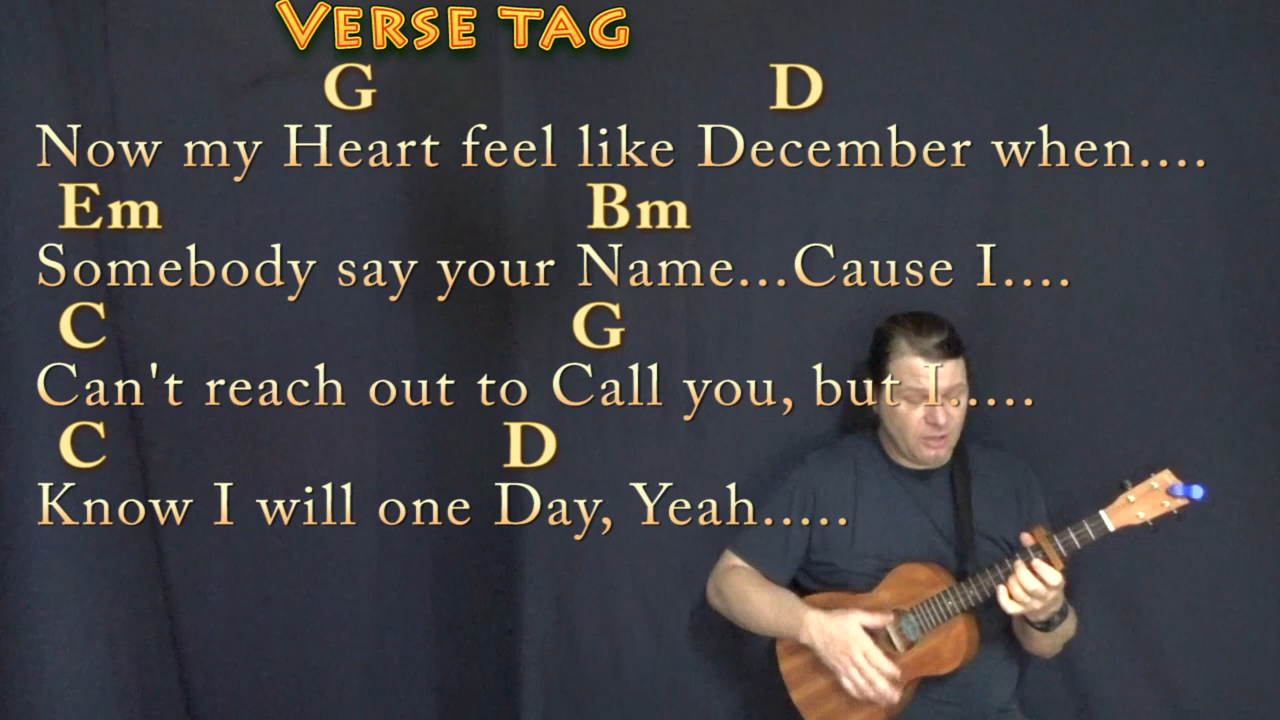 VERSE TAG
G D
Now my Heart feel like December when....
Em Bm
Somebody say your Name...Cause I....
C G
Can't reach out to Call you, but I.....
C D
Know I will one Day, Yeah.....